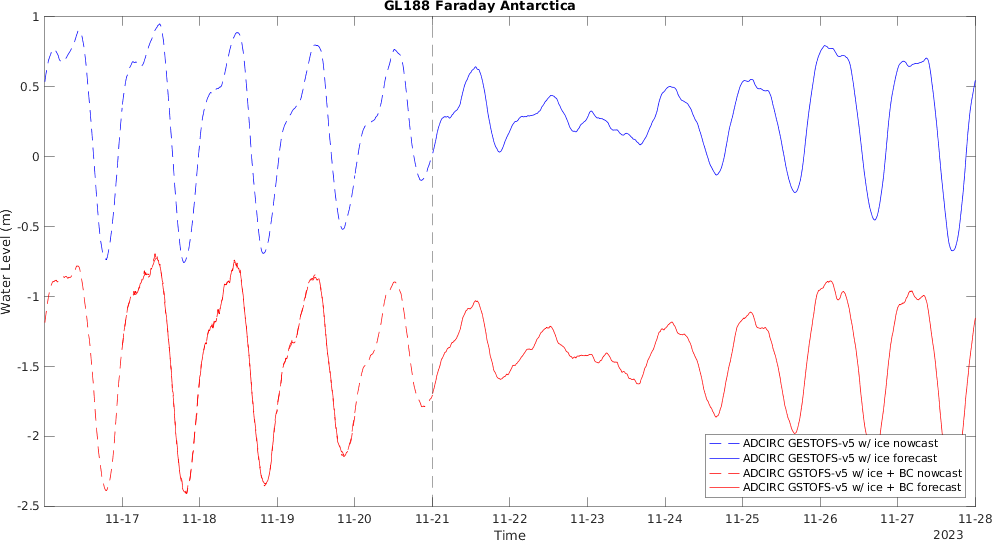 GL188 Faraday Antarctica
Water Level (m)
1
0.5
0
-0.5
-1
-1.5
-2
-2.5
ADCIRC GESTOFS-v5 w/ ice nowcast
ADCIRC GESTOFS-v5 w/ ice forecast
ADCIRC GSTOFS-v5 w/ ice + BC nowcast
ADCIRC GSTOFS-v5 w/ ice + BC forecast
11-17 11-18 11-19 11-20 11-21 11-22 11-23 11-24 11-25 11-26 11-27 11-28
Time
2023